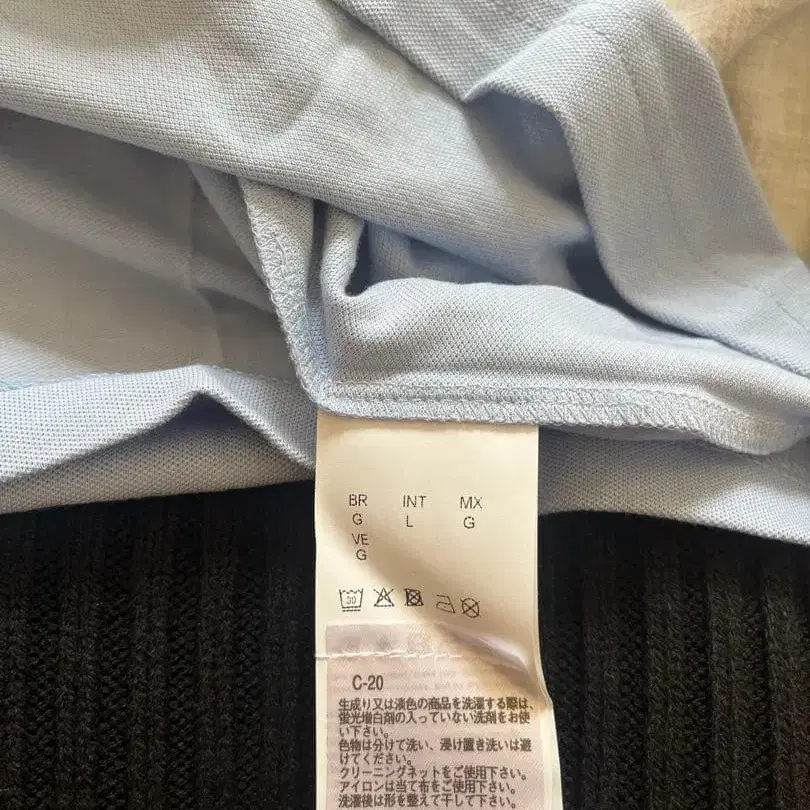 BR INT MX
G L G
VE
G
30
C-20
生成り又は淡色の商品を洗濯する際は、
蛍光増白剤の入っていない洗剤をお使
い下さい。
色物は分けて洗い、浸け置き洗いは避
けてください。
クリーニングネットをご使用下さい。
アイロンは当て布をご使用下さい。
洗濯後は形を整えて干して下さい。